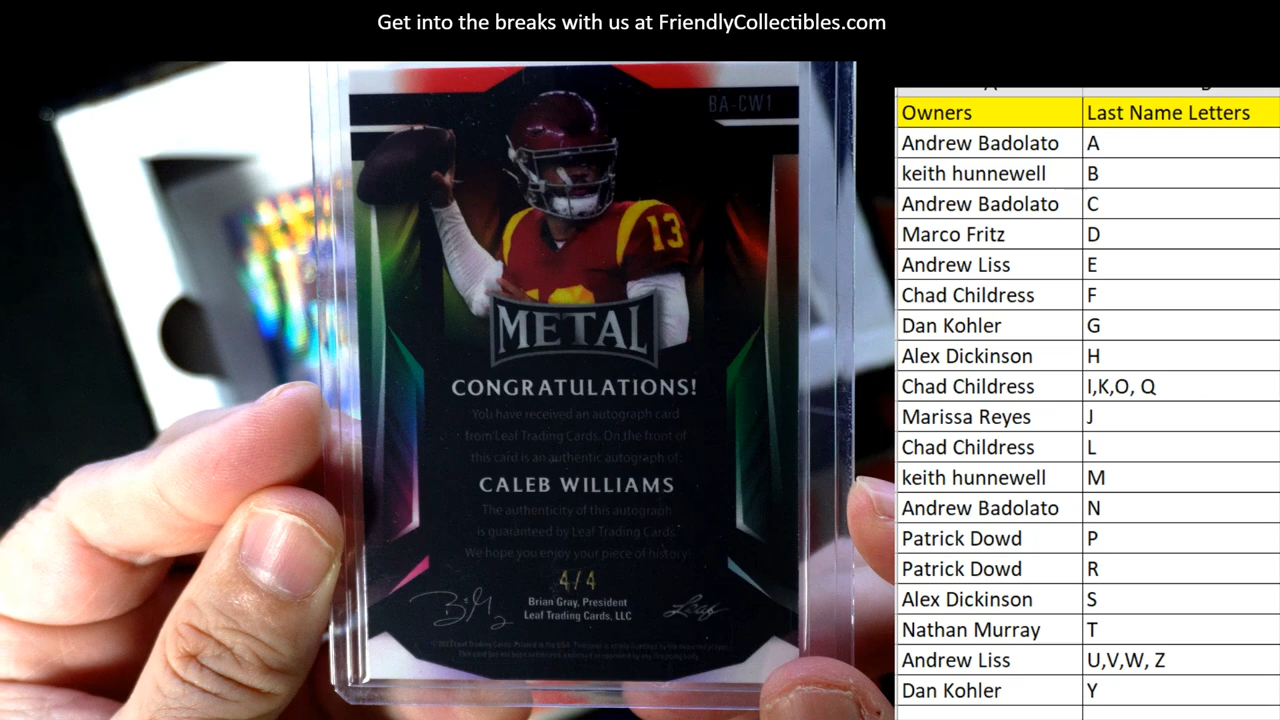 Get into the breaks with us at FriendlyCollectibles.com
BA-CW1
13
METAL
CONGRATULATIONS!
You have received an autograph card
from Leaf Trading Cards. On the front of
this card is an authentic autograph of:
CALEB WILLIAMS
The authenticity of this autograph
is guaranteed by Leaf Trading Cards.
We hope you enjoy your piece of history!
4/4
Brian Gray, President
Leaf Trading Cards, LLC
Leaf
Owners Last Name Letters
Andrew Badolato A
keith hunnewell B
Andrew Badolato C
Marco Fritz D
Andrew Liss E
Chad Childress F
Dan Kohler G
Alex Dickinson H
Chad Childress I,K,O, Q
Marissa Reyes J
Chad Childress L
keith hunnewell M
Andrew Badolato N
Patrick Dowd P
Patrick Dowd R
Alex Dickinson S
Nathan Murray T
Andrew Liss U,V,W, Z
Dan Kohler Y